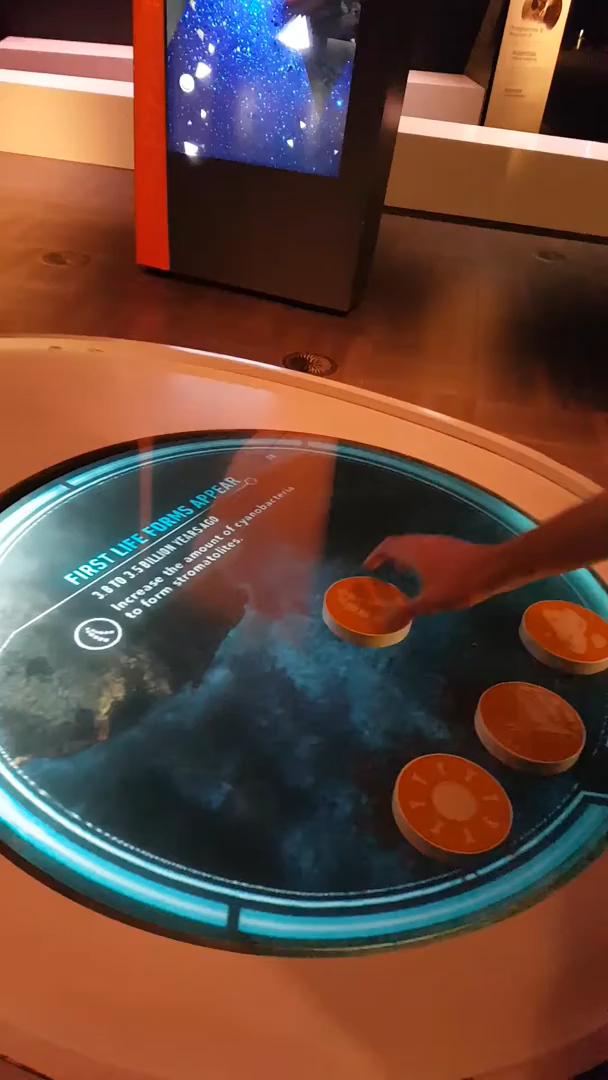 FIRST LIFE FORMS APPEAR
3.8 TO 3.5 BILLION YEARS AGO
Increase the amount of cyanobacteria
to form stromatolites.